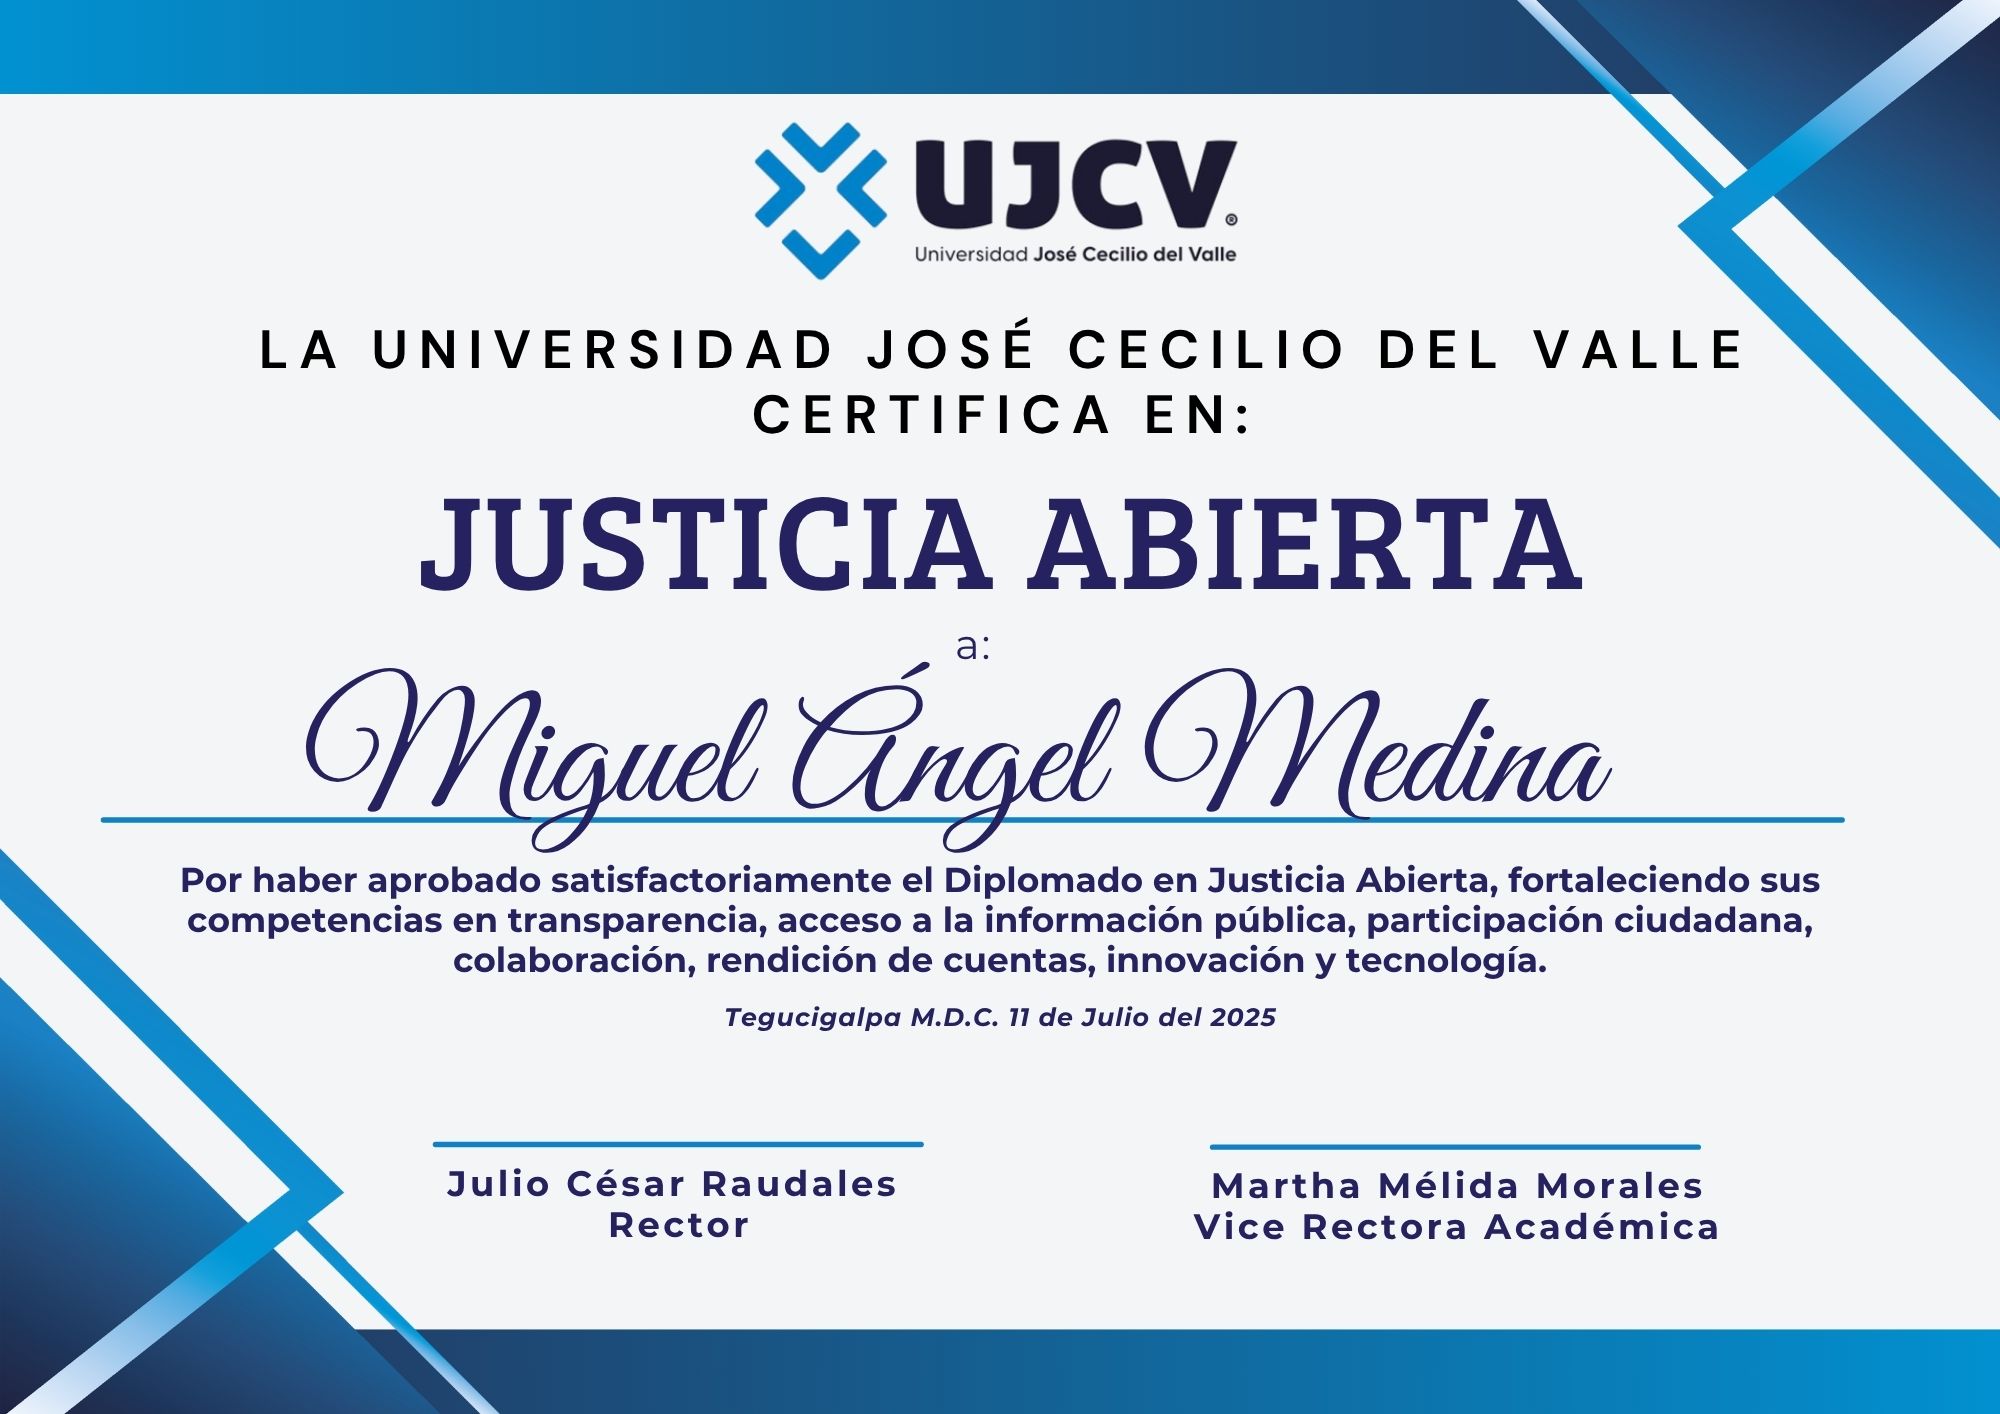 UJCV®
Universidad José Cecilio del Valle
LA UNIVERSIDAD JOSÉ CECILIO DEL VALLE
CERTIFICA EN:
JUSTICIA ABIERTA
a:
Miguel Ángel Medina
Por haber aprobado satisfactoriamente el Diplomado en Justicia Abierta, fortaleciendo sus
competencias en transparencia, acceso a la información pública, participación ciudadana,
colaboración, rendición de cuentas, innovación y tecnología.
Tegucigalpa M.D.C. 11 de Julio del 2025
Julio César Raudales
Rector
Martha Mélida Morales
Vice Rectora Académica